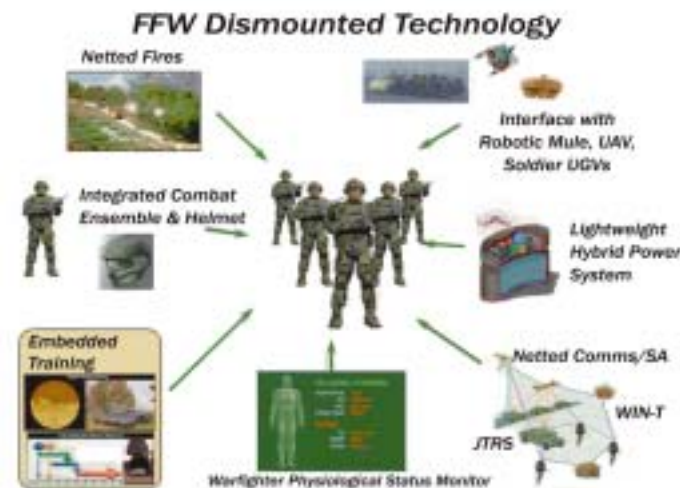 FFW Dismounted Technology
Netted Fires
Interface with
Robotic Mule, UAV,
Soldier UGVs
Integrated Combat
Ensemble & Helmet
Lightweight
Hybrid Power
System
Embedded
Training
Netted Comms/SA
WIN-T
JTRS
Warfighter Physiological Status Monitor